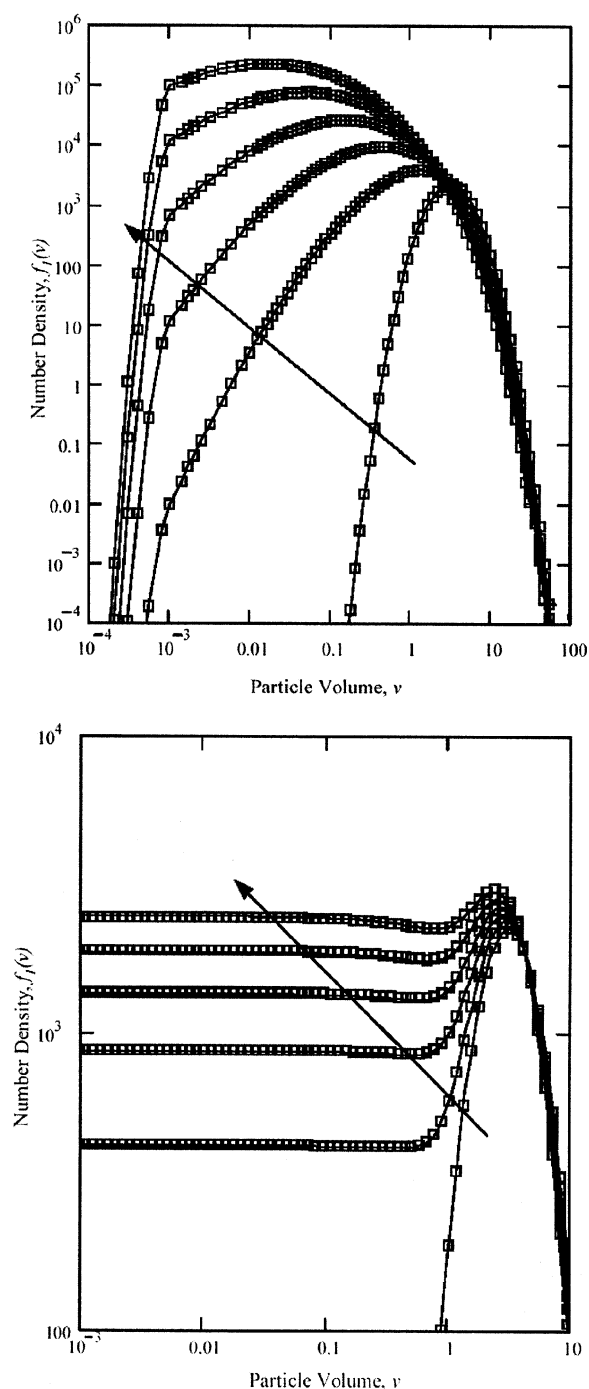 10^6
10^5
10^4
10^3
100
10
1
0.1
0.01
10^-3
10^-4
Number Density, f_1(v)
10^-4 10^-3 0.01 0.1 1 10 100
Particle Volume, v
10^4
10^3
100
Number Density, f_1(v)
10^-3 0.01 0.1 1 10
Particle Volume, v